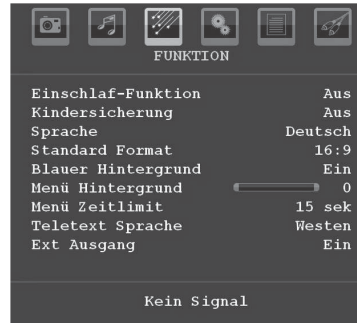 FUNKTION
Einschlaf-Funktion Aus
Kindersicherung Aus
Sprache Deutsch
Standard Format 16:9
Blauer Hintergrund Ein
Menü Hintergrund 0
Menü Zeitlimit 15 sek
Teletext Sprache Westen
Ext Ausgang Ein
Kein Signal